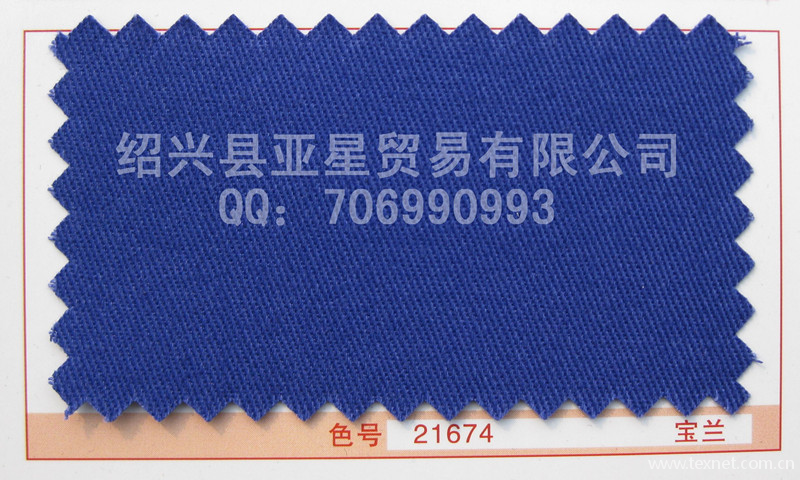 绍兴县亚星贸易有限公司
QQ：706990993
色号 21674 宝兰
www.texnet.com.cn